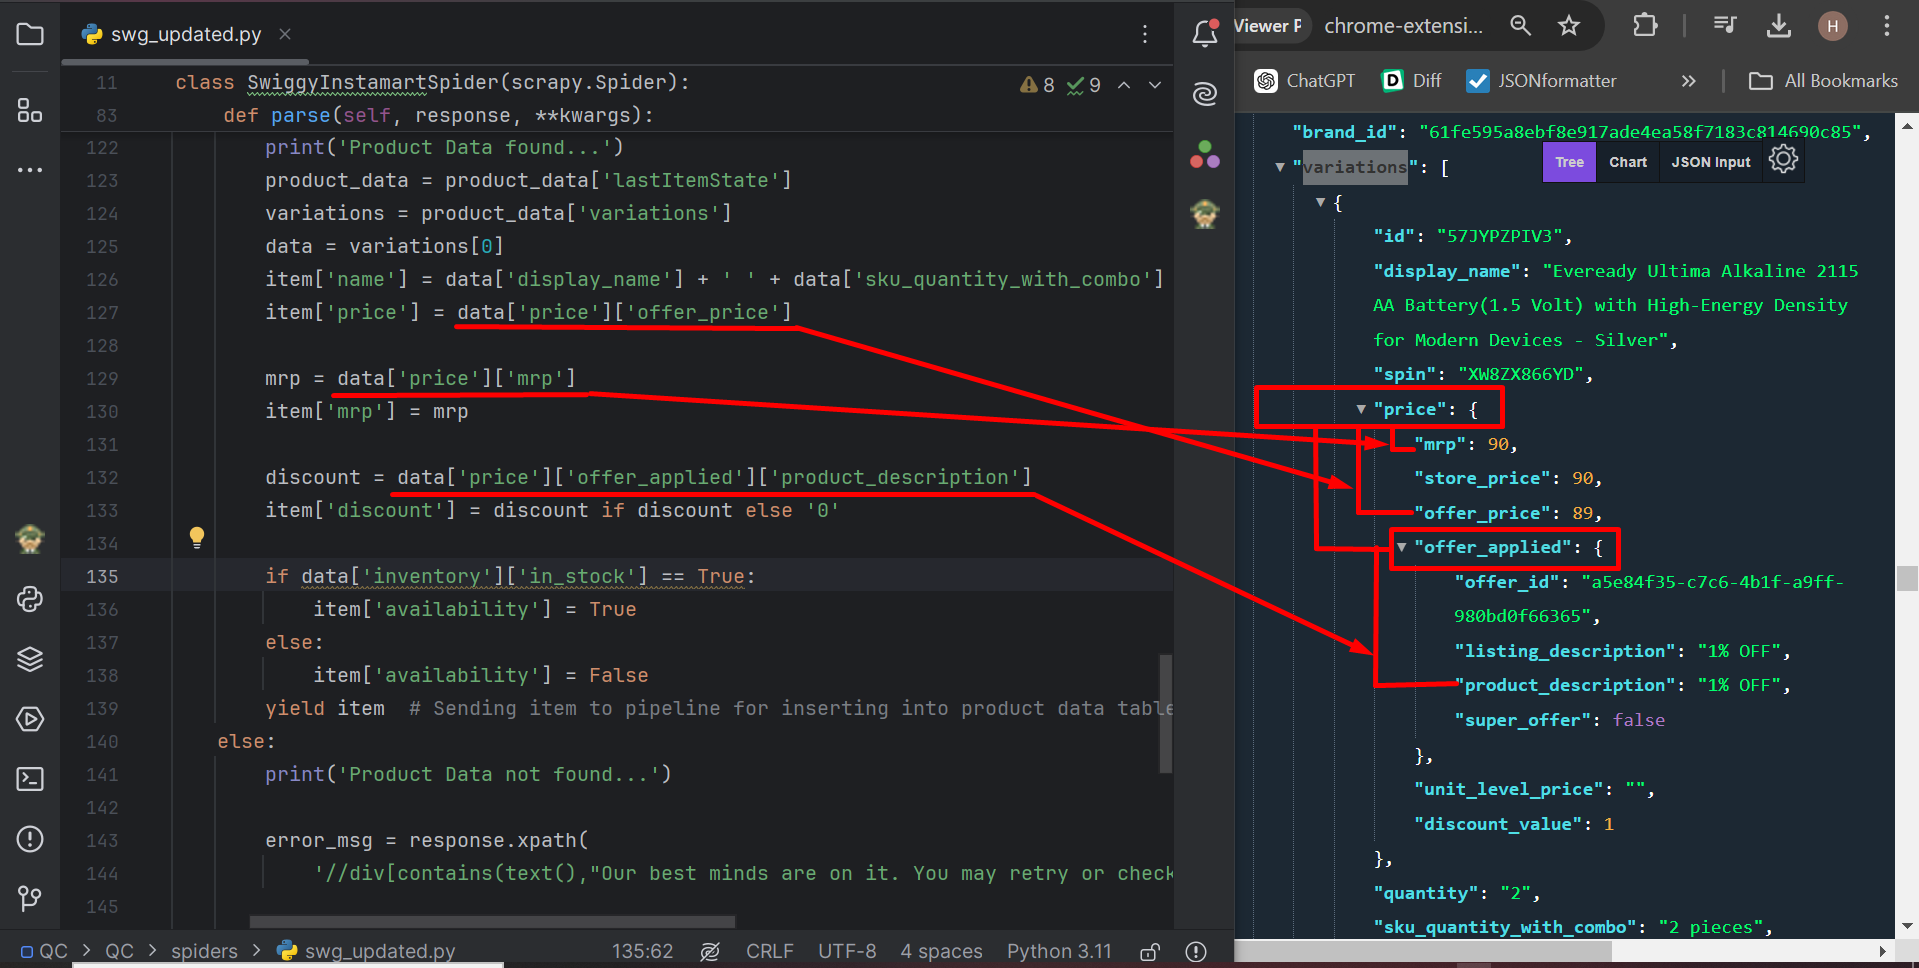 swg_updated.py
11 class SwiggyInstamartSpider(scrapy.Spider):
8 9
83 def parse(self, response, **kwargs):
122 print('Product Data found...')
123 product_data = product_data['lastItemState']
124 variations = product_data['variations']
125 data = variations[0]
126 item['name'] = data['display_name'] + ' ' + data['sku_quantity_with_combo']
127 item['price'] = data['price']['offer_price']
128
129 mrp = data['price']['mrp']
130 item['mrp'] = mrp
131
132 discount = data['price']['offer_applied']['product_description']
133 item['discount'] = discount if discount else '0'
134
135 if data['inventory']['in_stock'] == True:
136 item['availability'] = True
137 else:
138 item['availability'] = False
139 yield item # Sending item to pipeline for inserting into product data table
140 else:
141 print('Product Data not found...')
142
143 error_msg = response.xpath(
144 '//div[contains(text(),"Our best minds are on it. You may retry or check
145
QC > QC > spiders > swg_updated.py
135:62 CRLF UTF-8 4 spaces Python 3.11
Viewer P chrome-extensi... H
ChatGPT Diff JSONformatter » All Bookmarks
"brand_id": "61fe595a8ebf8e917ade4ea58f7183c814690c85",
"variations": [
Tree Chart JSON Input
{
"id": "57JYPZPIV3",
"display_name": "Eveready Ultima Alkaline 2115
AA Battery(1.5 Volt) with High-Energy Density
for Modern Devices - Silver",
"spin": "XW8ZX866YD",
"price": {
"mrp": 90,
"store_price": 90,
"offer_price": 89,
"offer_applied": {
"offer_id": "a5e84f35-c7c6-4b1f-a9ff-
980bd0f66365",
"listing_description": "1% OFF",
"product_description": "1% OFF",
"super_offer": false
},
"unit_level_price": "",
"discount_value": 1
},
"quantity": "2",
"sku_quantity_with_combo": "2 pieces",